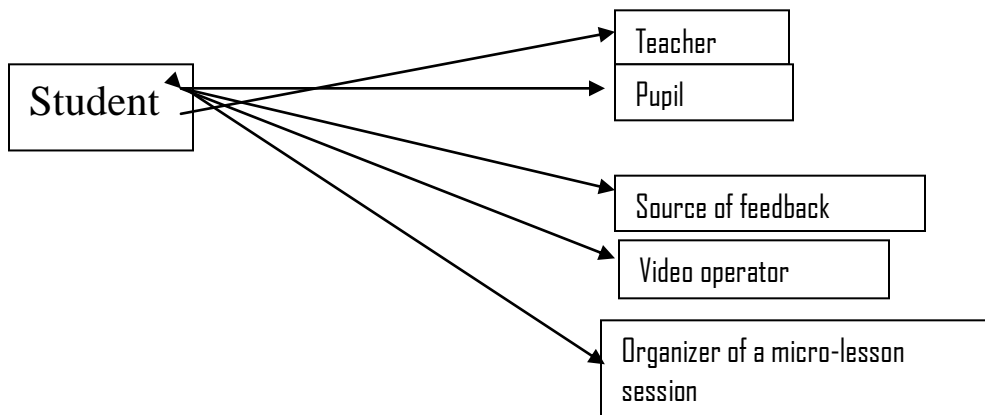 Student
Teacher
Pupil
Source of feedback
Video operator
Organizer of a micro-lesson
session